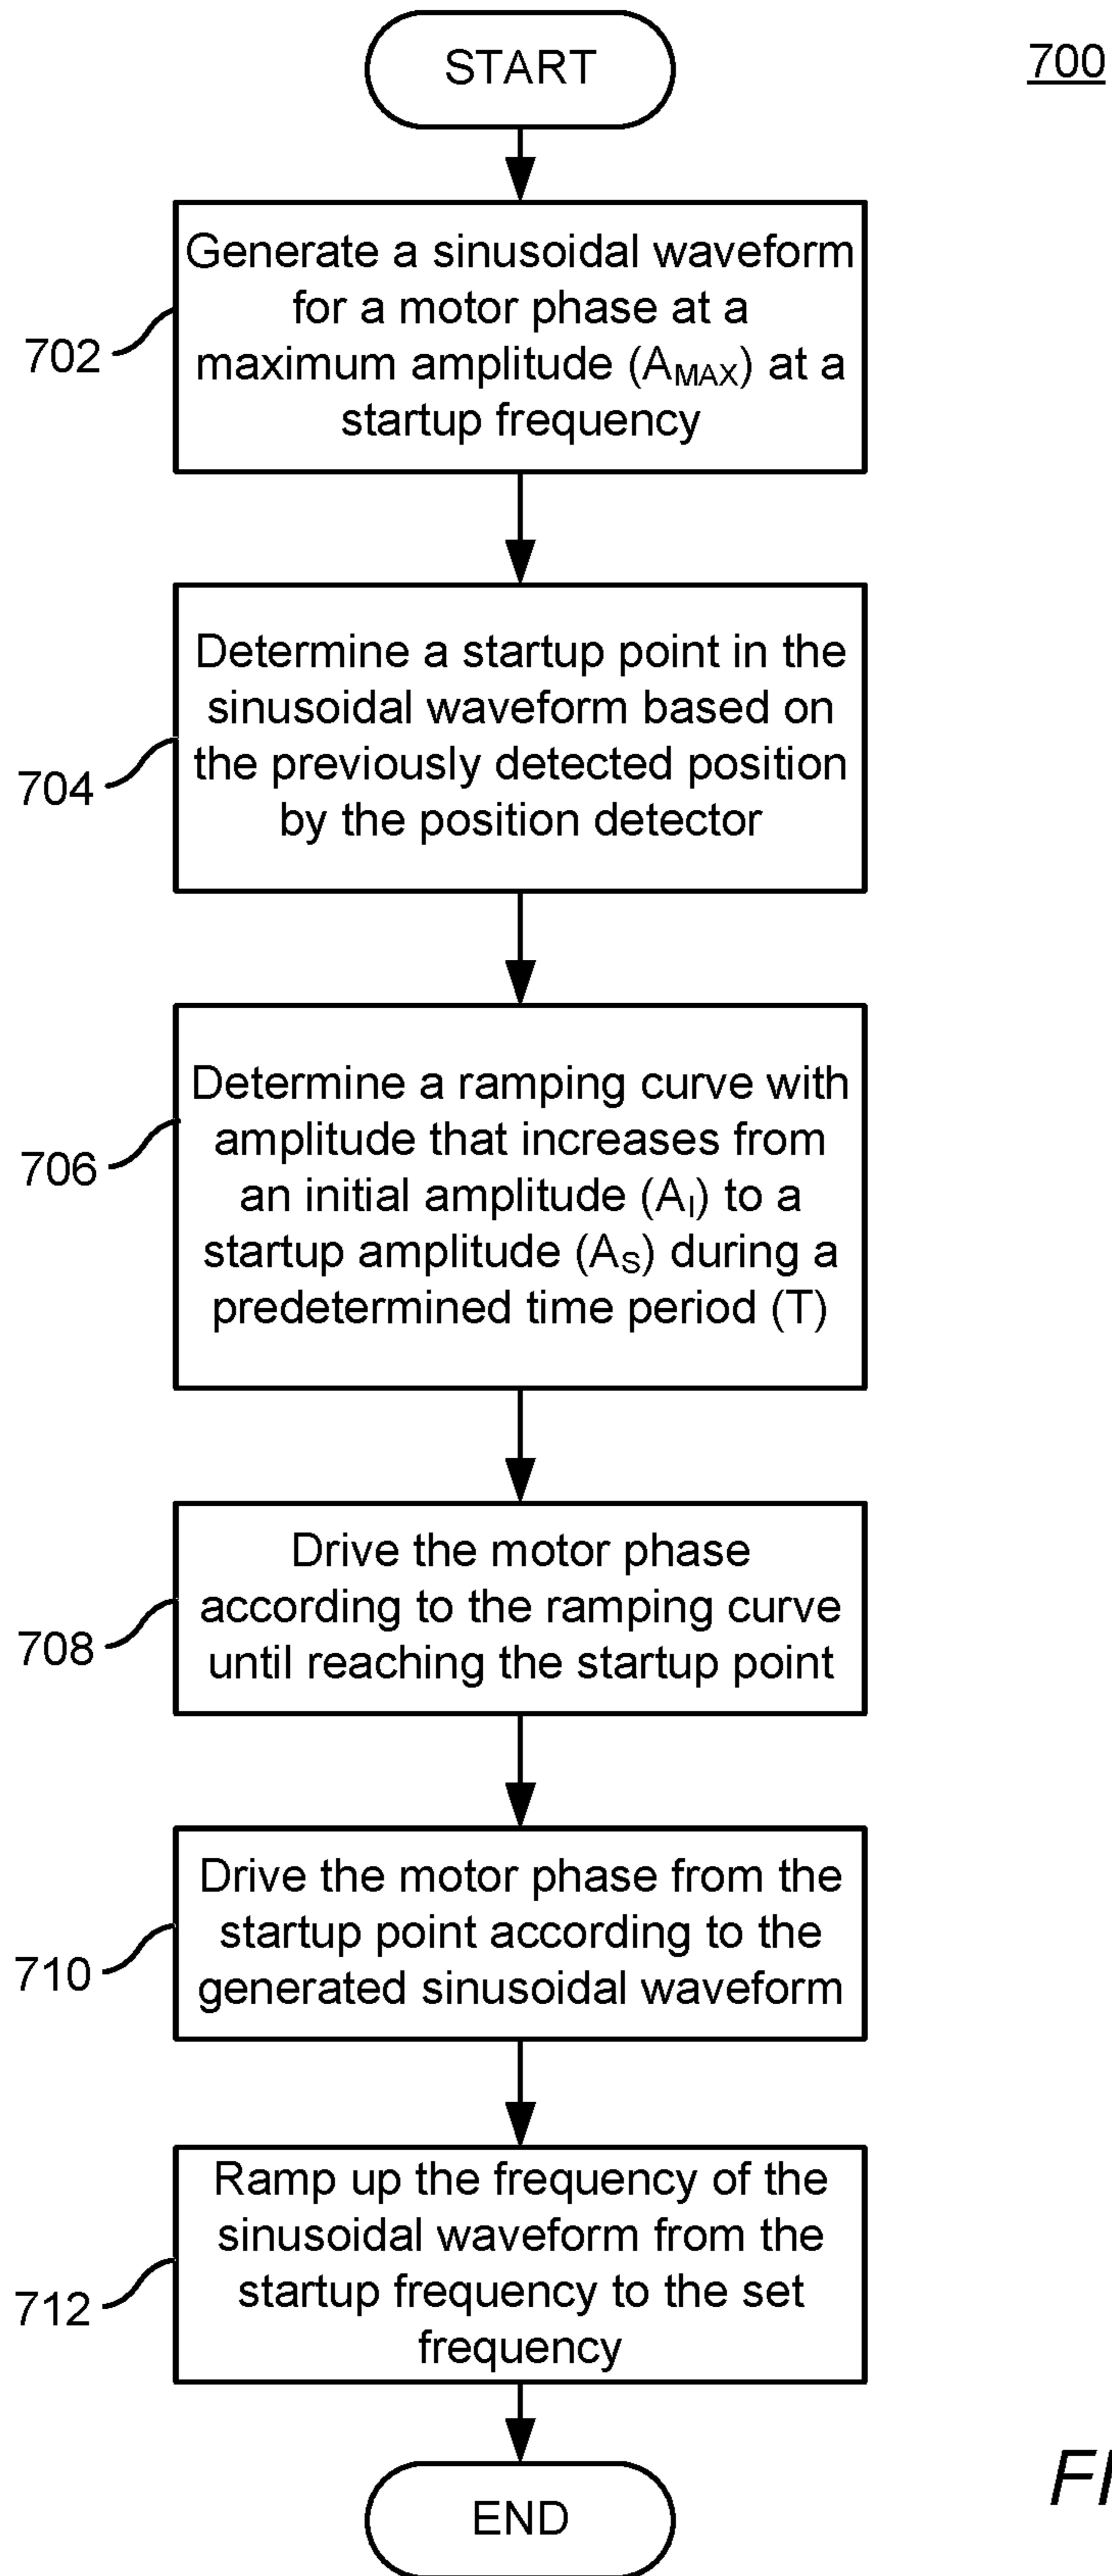 START
700
Generate a sinusoidal waveform
for a motor phase at a
maximum amplitude (A_MAX) at a
startup frequency
702
Determine a startup point in the
sinusoidal waveform based on
the previously detected position
by the position detector
704
Determine a ramping curve with
amplitude that increases from
an initial amplitude (A_I) to a
startup amplitude (A_S) during a
predetermined time period (T)
706
Drive the motor phase
according to the ramping curve
until reaching the startup point
708
Drive the motor phase from the
startup point according to the
generated sinusoidal waveform
710
Ramp up the frequency of the
sinusoidal waveform from the
startup frequency to the set
frequency
712
END